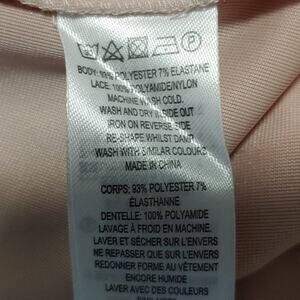 BODY: 93% POLYESTER 7% ELASTANE
LACE: 100% POLYAMIDE/NYLON
MACHINE WASH COLD
WASH AND DRY INSIDE OUT
IRON ON REVERSE SIDE
RE-SHAPE WHILST DAMP
WASH WITH SIMILAR COLOURS
MADE IN CHINA
CORPS: 93% POLYESTER 7%
ÉLASTHANNE
DENTELLE: 100% POLYAMIDE
LAVAGE À FROID EN MACHINE.
LAVER ET SÉCHER SUR L'ENVERS
NE REPASSER QUE SUR L'ENVERS
REDONNER FORME AU VÊTEMENT
ENCORE HUMIDE
LAVER AVEC DES COULEURS